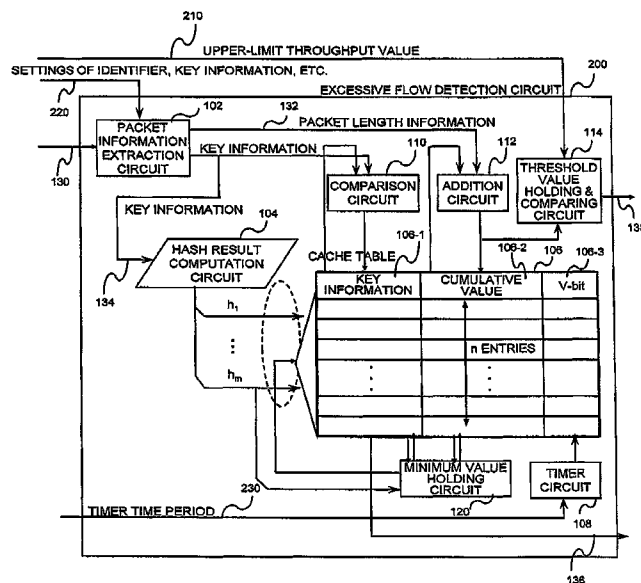 210
UPPER-LIMIT THROUGHPUT VALUE
SETTINGS OF IDENTIFIER, KEY INFORMATION, ETC.
200
EXCESSIVE FLOW DETECTION CIRCUIT
220
102
132
PACKET LENGTH INFORMATION
114
PACKET
INFORMATION
EXTRACTION
CIRCUIT
KEY INFORMATION
110
112
130
COMPARISON
CIRCUIT
ADDITION
CIRCUIT
THRESHOLD
VALUE
HOLDING &
COMPARING
CIRCUIT
138
KEY INFORMATION
104
106-1
106-2
106
106-3
HASH RESULT
COMPUTATION
CIRCUIT
134
CACHE TABLE
KEY
INFORMATION
CUMULATIVE
VALUE
V-bit
h1
n ENTRIES
hm
MINIMUM VALUE
HOLDING
CIRCUIT
TIMER
CIRCUIT
TIMER TIME PERIOD
230
120
108
136